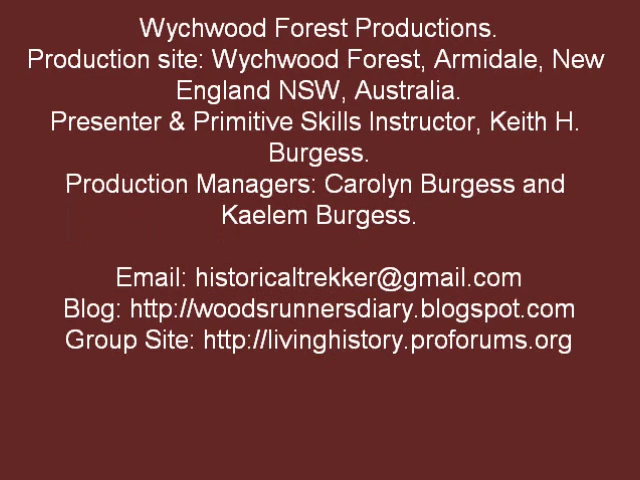 Wychwood Forest Productions.
Production site: Wychwood Forest, Armidale, New
England NSW, Australia.
Presenter & Primitive Skills Instructor, Keith H.
Burgess.
Production Managers: Carolyn Burgess and
Kaelem Burgess.
Email: historicaltrekker@gmail.com
Blog: http://woodsrunnersdiary.blogspot.com
Group Site: http://livinghistory.proforums.org